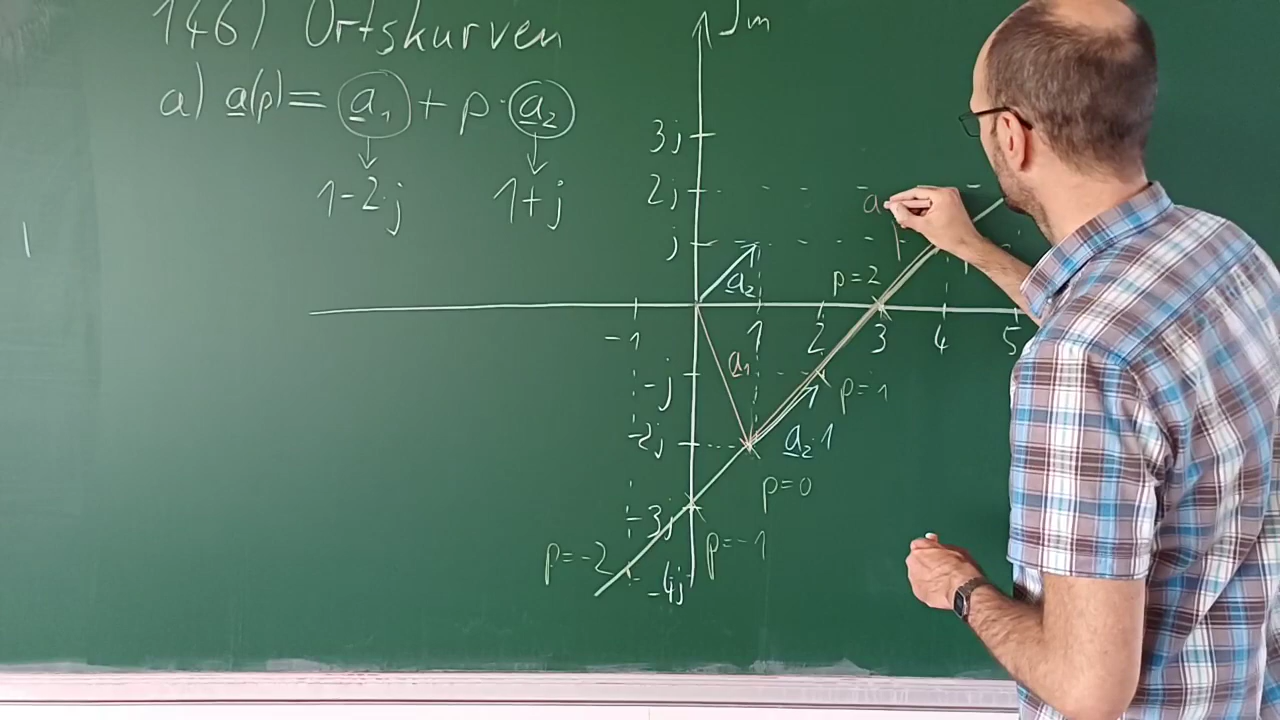 146) Ortskurven
a) a(p) = a₁ + p · a₂
1-2j 1+j
Jm
3j
2j
j
a
a₂
p=2
-1 1 2 3 4 5
a₁
-j
p=1
-2j
a₂·1
p=0
-3j
p=-2
p=-1
-4j